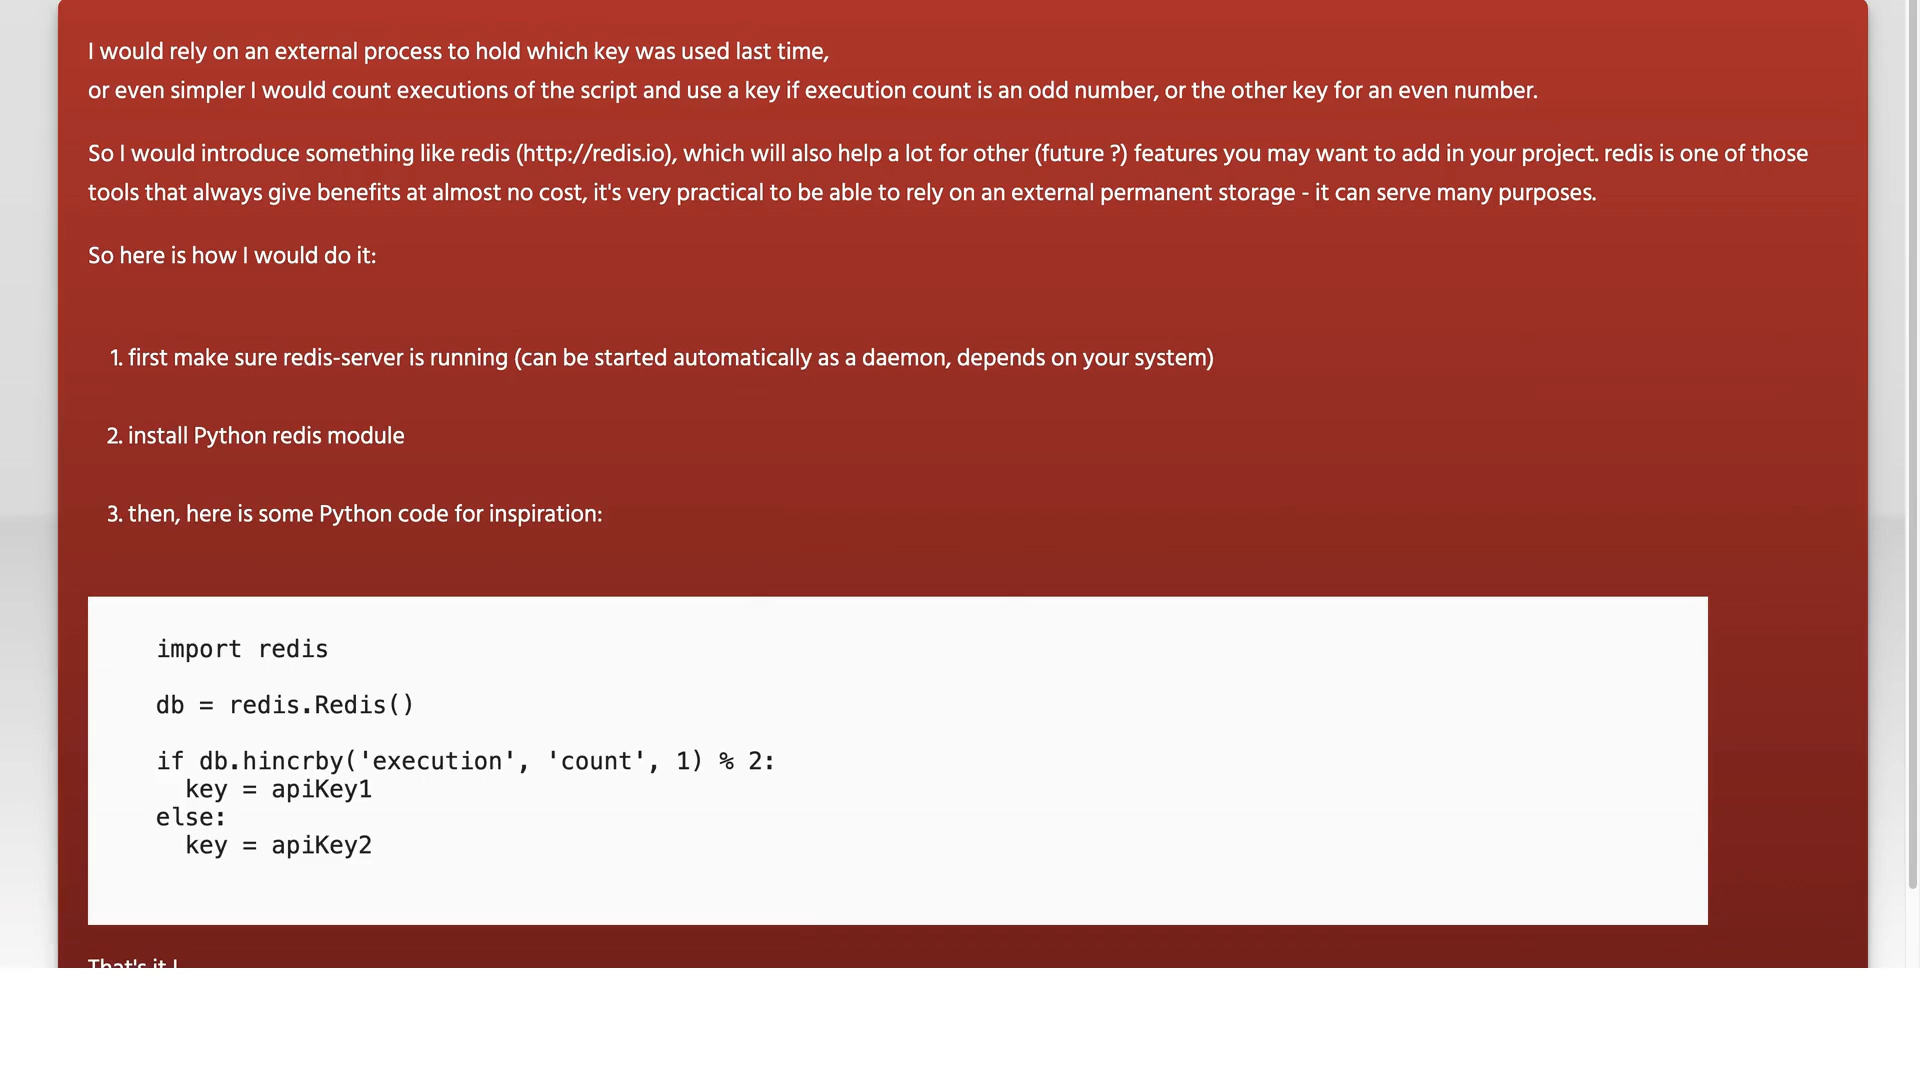 I would rely on an external process to hold which key was used last time,
or even simpler I would count executions of the script and use a key if execution count is an odd number, or the other key for an even number.
So I would introduce something like redis (http://redis.io), which will also help a lot for other (future ?) features you may want to add in your project. redis is one of those
tools that always give benefits at almost no cost, it's very practical to be able to rely on an external permanent storage - it can serve many purposes.
So here is how I would do it:
1. first make sure redis-server is running (can be started automatically as a daemon, depends on your system)
2. install Python redis module
3. then, here is some Python code for inspiration:
import redis
db = redis.Redis()
if db.hincrby('execution', 'count', 1) % 2:
  key = apiKey1
else:
  key = apiKey2
That's it !